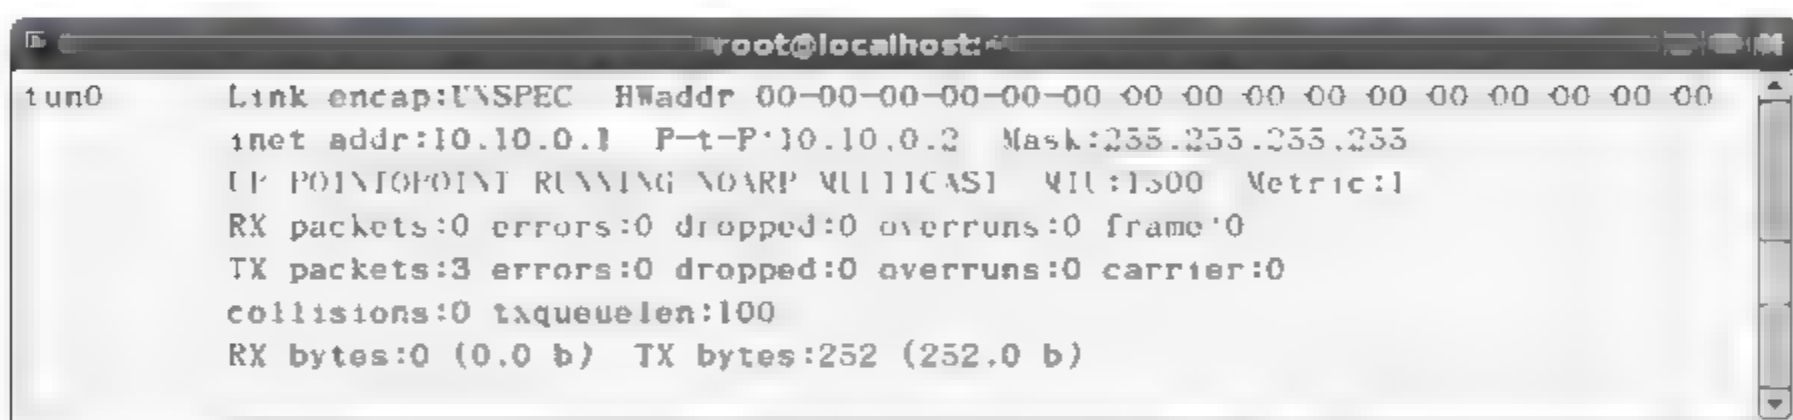 root@localhost:~
tun0 Link encap:UNSPEC HWaddr 00-00-00-00-00-00-00-00-00-00-00-00-00-00-00-00
inet addr:10.10.0.1 P-t-P:10.10.0.2 Mask:255.255.255.255
UP POINTOPOINT RUNNING NOARP MULTICAST MTU:1500 Metric:1
RX packets:0 errors:0 dropped:0 overruns:0 frame:0
TX packets:3 errors:0 dropped:0 overruns:0 carrier:0
collisions:0 txqueuelen:100
RX bytes:0 (0.0 b) TX bytes:252 (252.0 b)